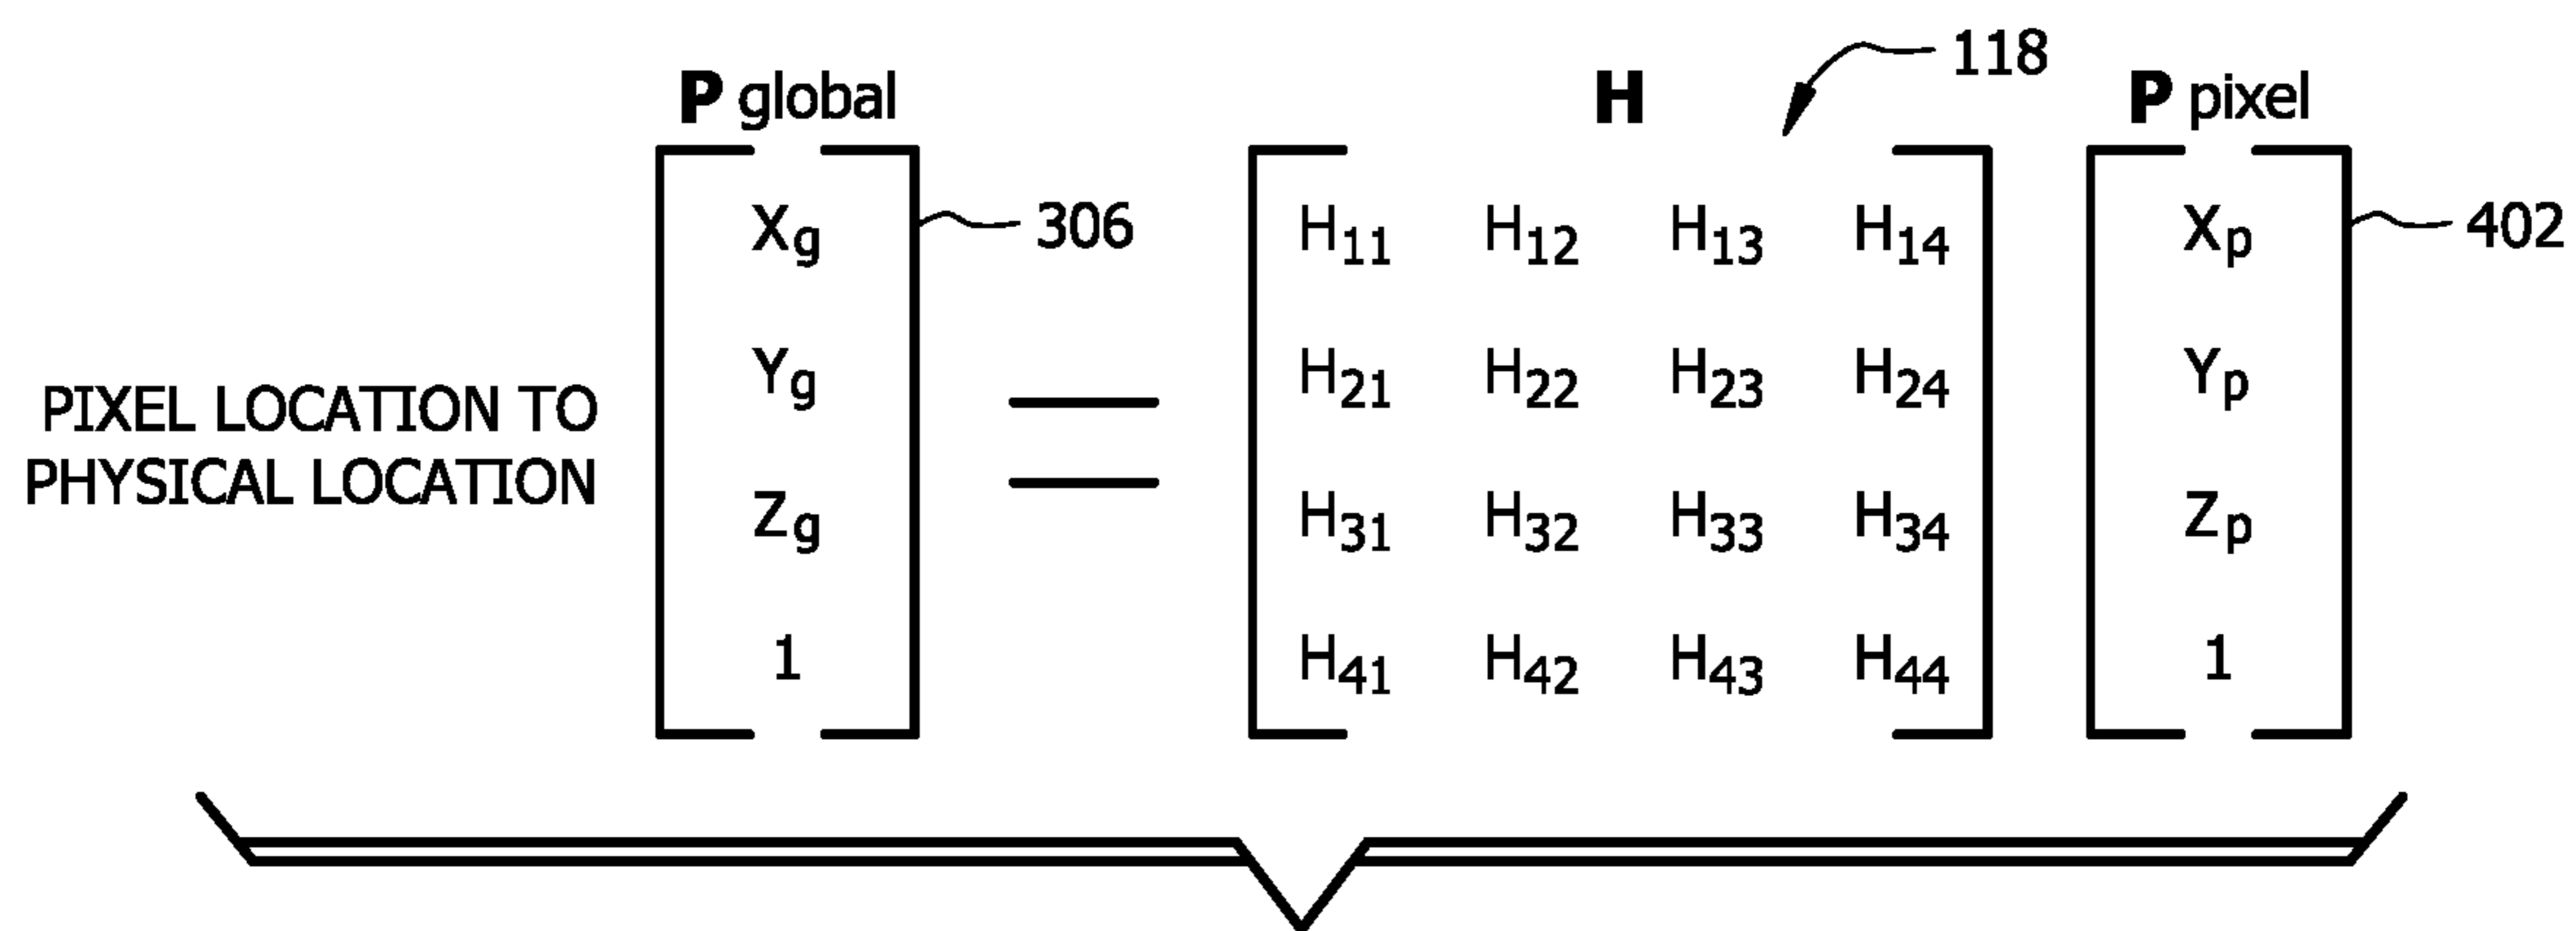 118
P global H P pixel
Xg 306 H11 H12 H13 H14 Xp 402
Yg H21 H22 H23 H24 Yp
PIXEL LOCATION TO
PHYSICAL LOCATION
=
Zg H31 H32 H33 H34 Zp
1 H41 H42 H43 H44 1